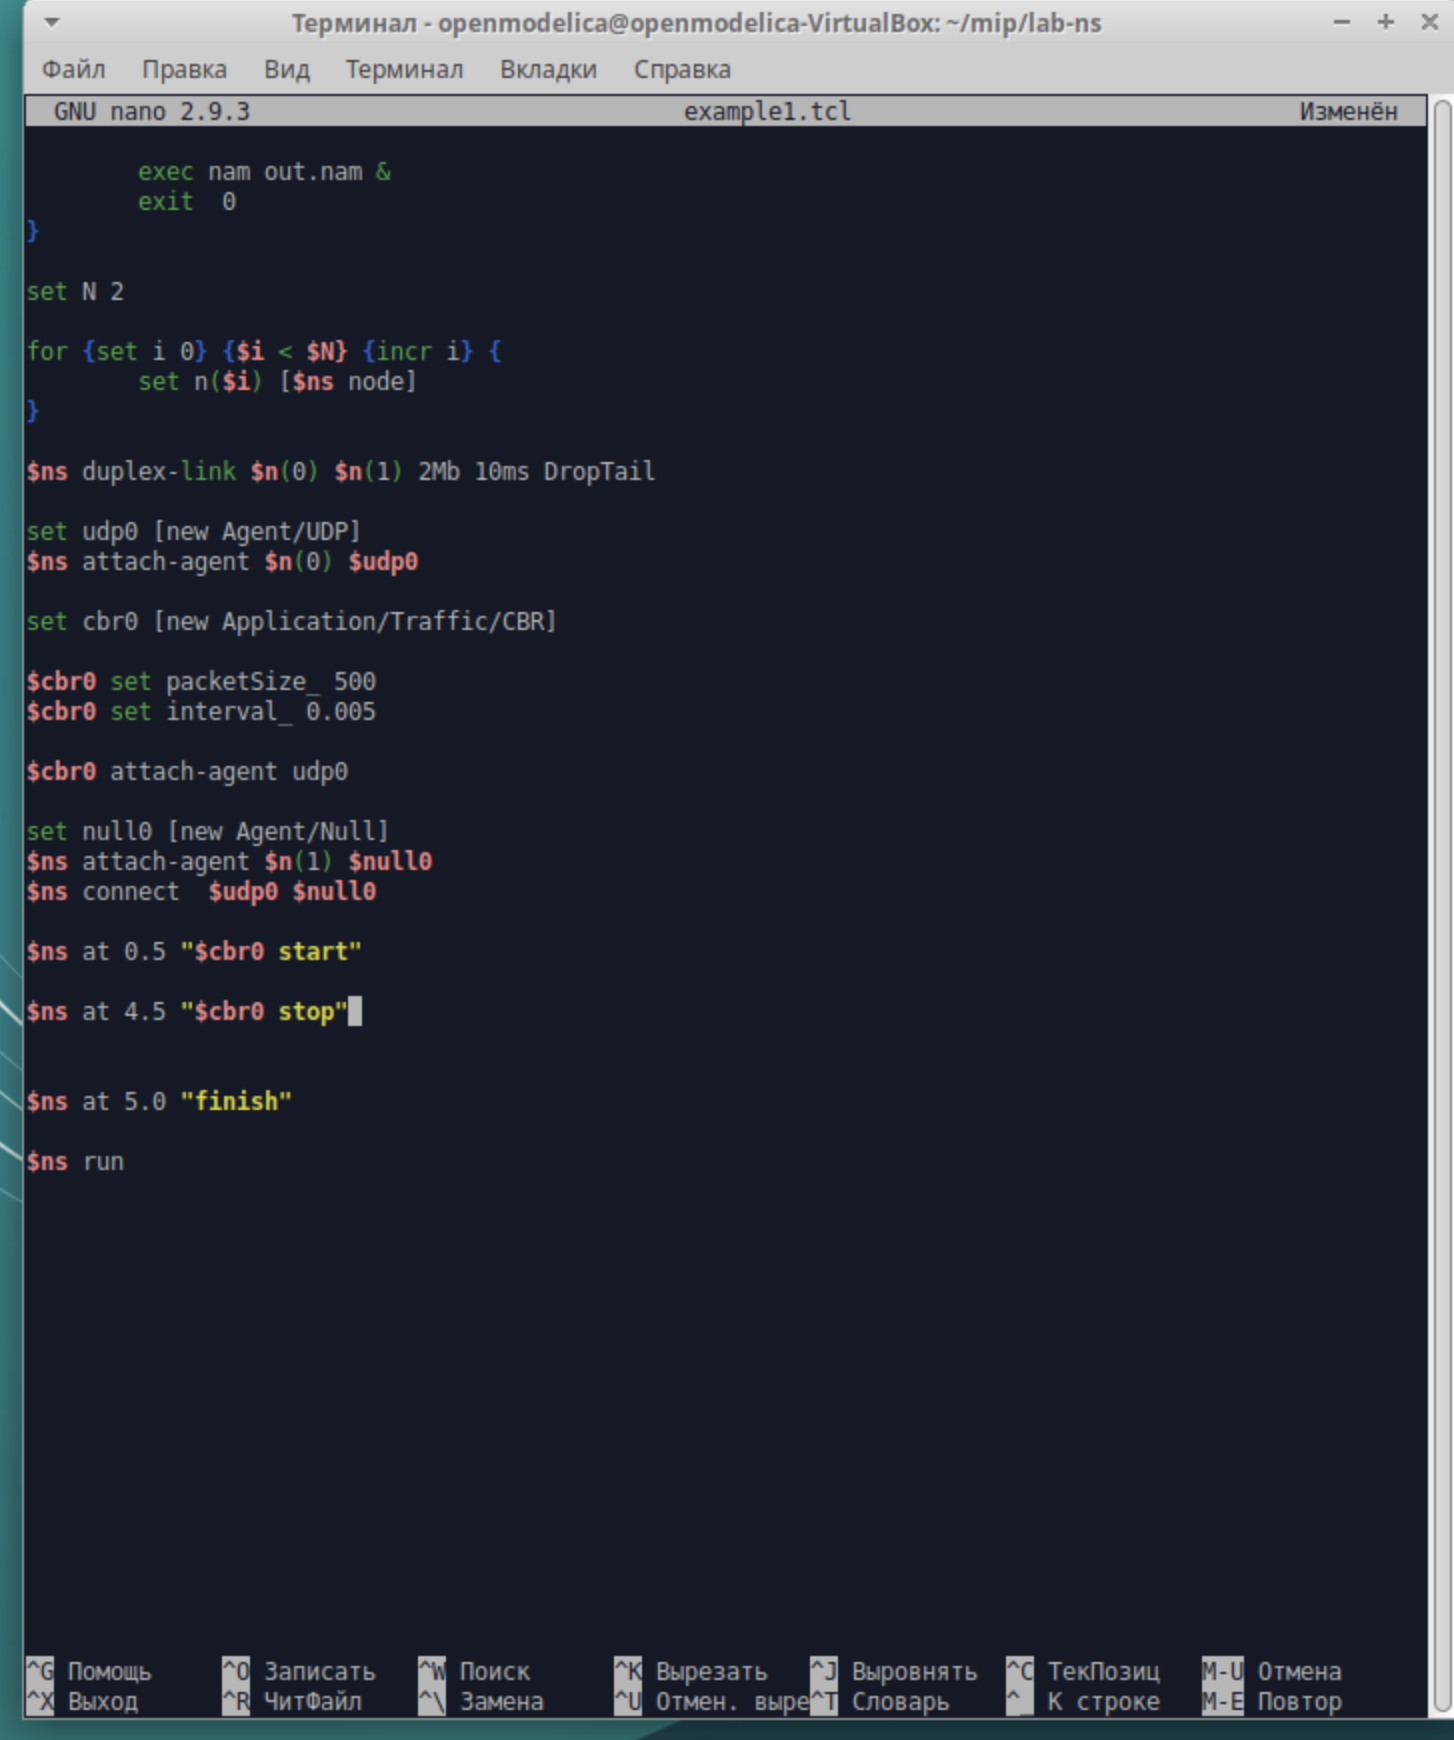 Терминал - openmodelica@openmodelica-VirtualBox: ~/mip/lab-ns
Файл Правка Вид Терминал Вкладки Справка
GNU nano 2.9.3 example1.tcl Изменён
exec nam out.nam &
exit  0
}
set N 2
for {set i 0} {$i < $N} {incr i} {
set n($i) [$ns node]
}
$ns duplex-link $n(0) $n(1) 2Mb 10ms DropTail
set udp0 [new Agent/UDP]
$ns attach-agent $n(0) $udp0
set cbr0 [new Application/Traffic/CBR]
$cbr0 set packetSize_ 500
$cbr0 set interval_ 0.005
$cbr0 attach-agent udp0
set null0 [new Agent/Null]
$ns attach-agent $n(1) $null0
$ns connect  $udp0 $null0
$ns at 0.5 "$cbr0 start"
$ns at 4.5 "$cbr0 stop"
$ns at 5.0 "finish"
$ns run
^G Помощь ^O Записать ^W Поиск ^K Вырезать ^J Выровнять ^C ТекПозиц M-U Отмена
^X Выход ^R ЧитФайл ^\ Замена ^U Отмен. выре ^T Словарь ^_ К строке M-E Повтор